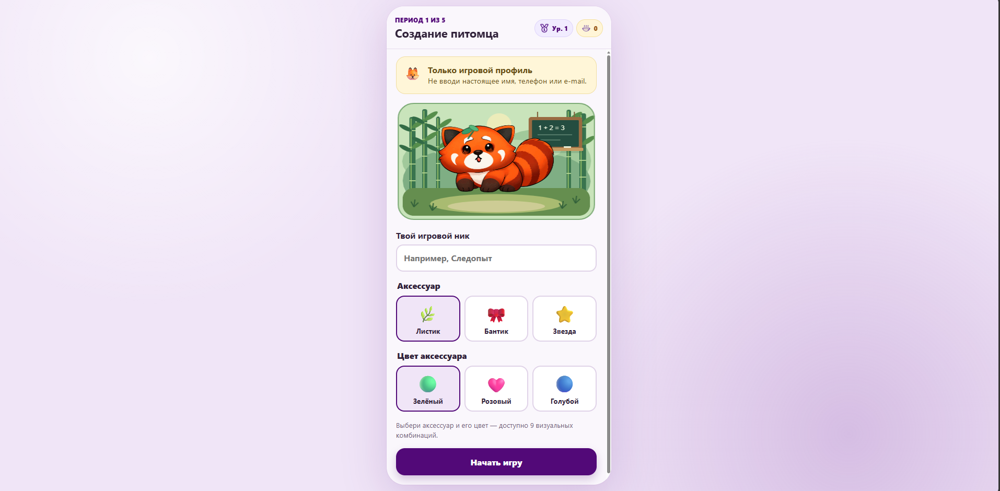 ПЕРИОД 1 ИЗ 5
Создание питомца
Ур. 1
0
Только игровой профиль
Не вводи настоящее имя, телефон или e-mail.
1 + 2 = 3
Твой игровой ник
Например, Следопыт
Аксессуар
Листик
Бантик
Звезда
Цвет аксессуара
Зелёный
Розовый
Голубой
Выбери аксессуар и его цвет — доступно 9 визуальных
комбинаций.
Начать игру